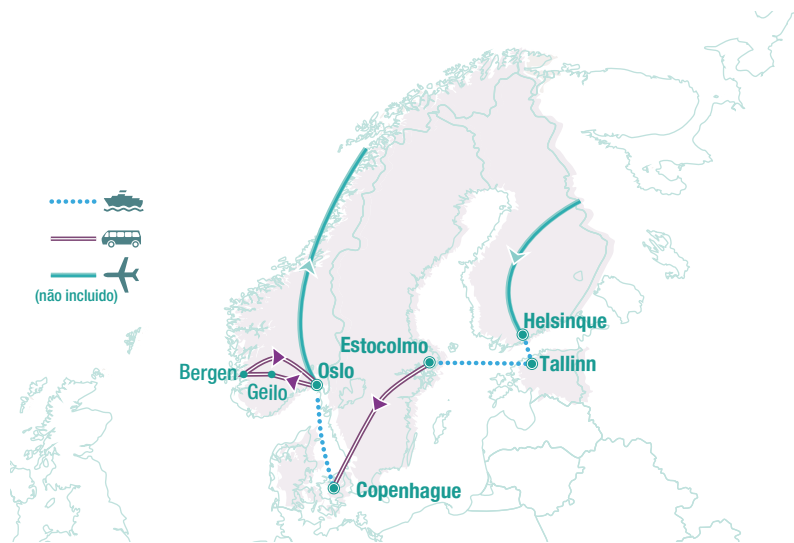 (não incluido)
Helsinque
Estocolmo
Tallinn
Bergen
Oslo
Geilo
Copenhague